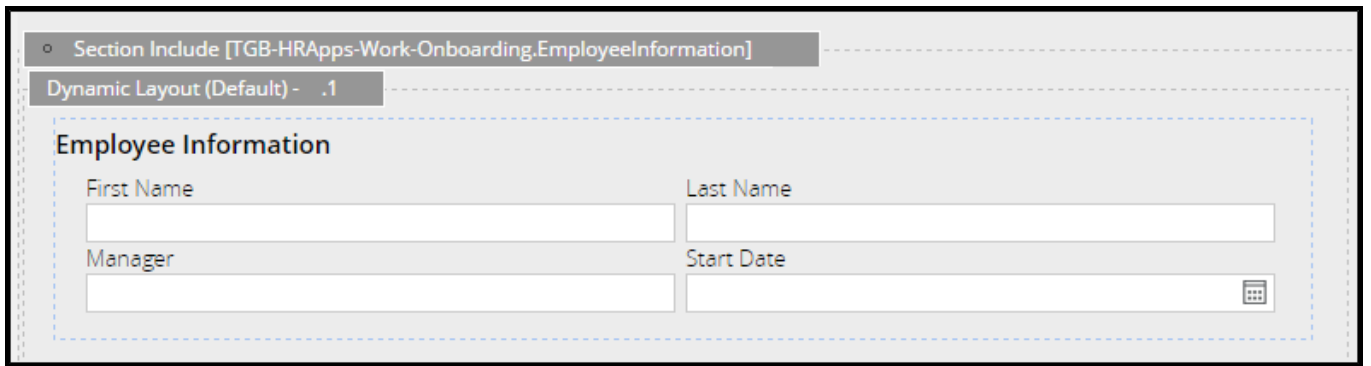 Section Include [TGB-HRApps-Work-Onboarding.EmployeeInformation]
Dynamic Layout (Default) - .1
Employee Information
First Name
Last Name
Manager
Start Date